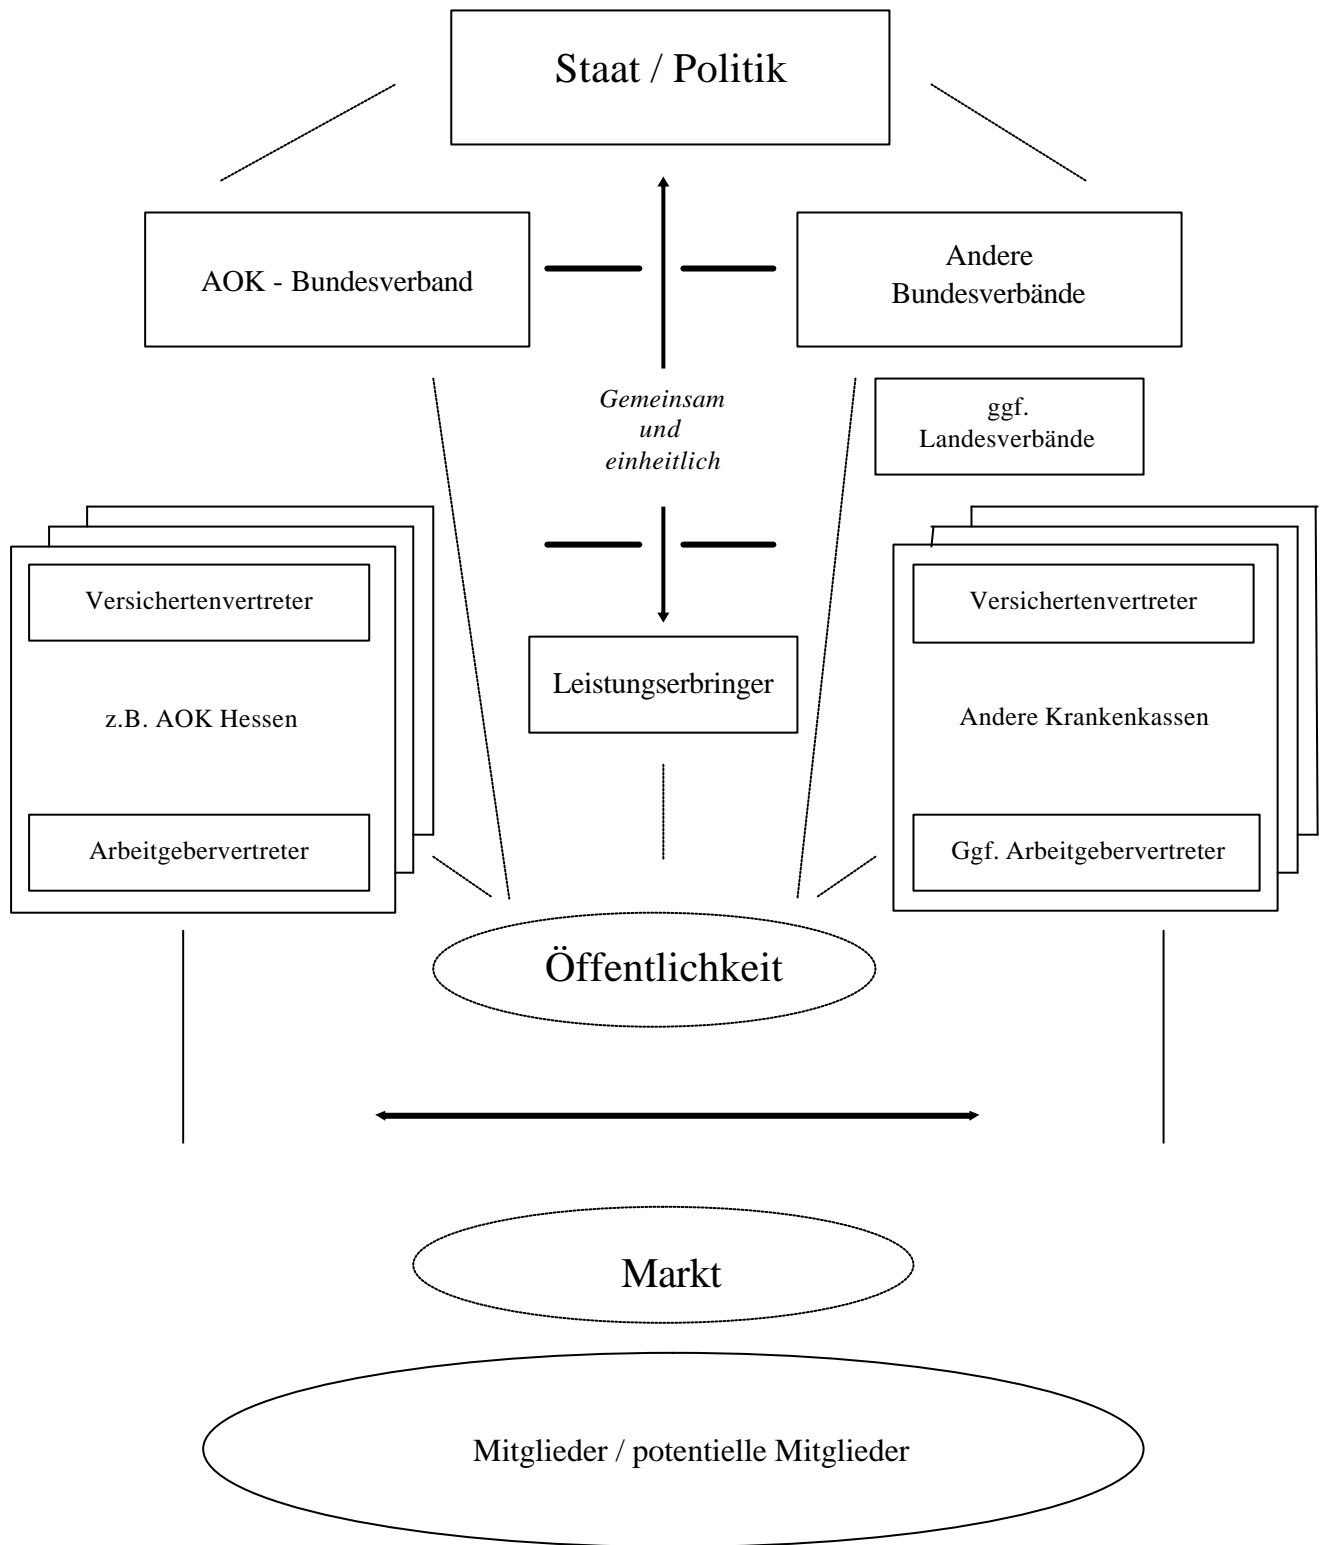 Staat / Politik
AOK - Bundesverband
Andere
Bundesverbände
Gemeinsam
und
einheitlich
ggf.
Landesverbände
Versichertenvertreter
z.B. AOK Hessen
Arbeitgebervertreter
Leistungserbringer
Versichertenvertreter
Andere Krankenkassen
Ggf. Arbeitgebervertreter
Öffentlichkeit
Markt
Mitglieder / potentielle Mitglieder